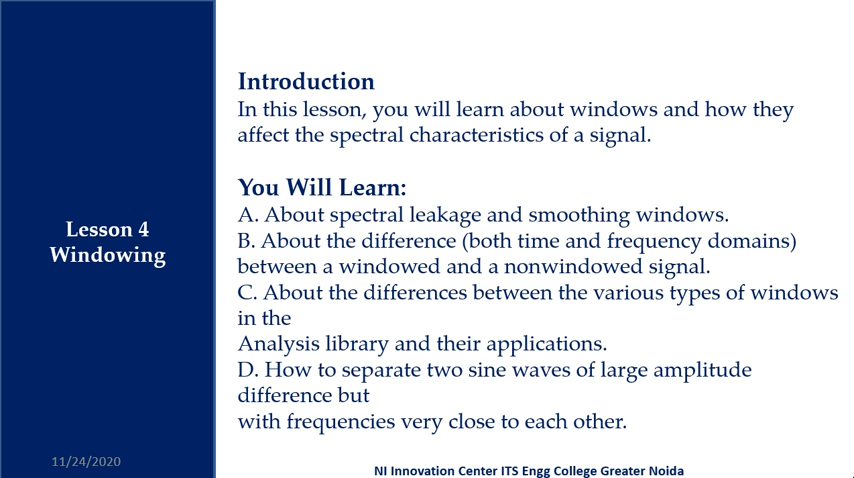 Lesson 4
Windowing
Introduction
In this lesson, you will learn about windows and how they
affect the spectral characteristics of a signal.
You Will Learn:
A. About spectral leakage and smoothing windows.
B. About the difference (both time and frequency domains)
between a windowed and a nonwindowed signal.
C. About the differences between the various types of windows
in the
Analysis library and their applications.
D. How to separate two sine waves of large amplitude
difference but
with frequencies very close to each other.
11/24/2020
NI Innovation Center ITS Engg College Greater Noida